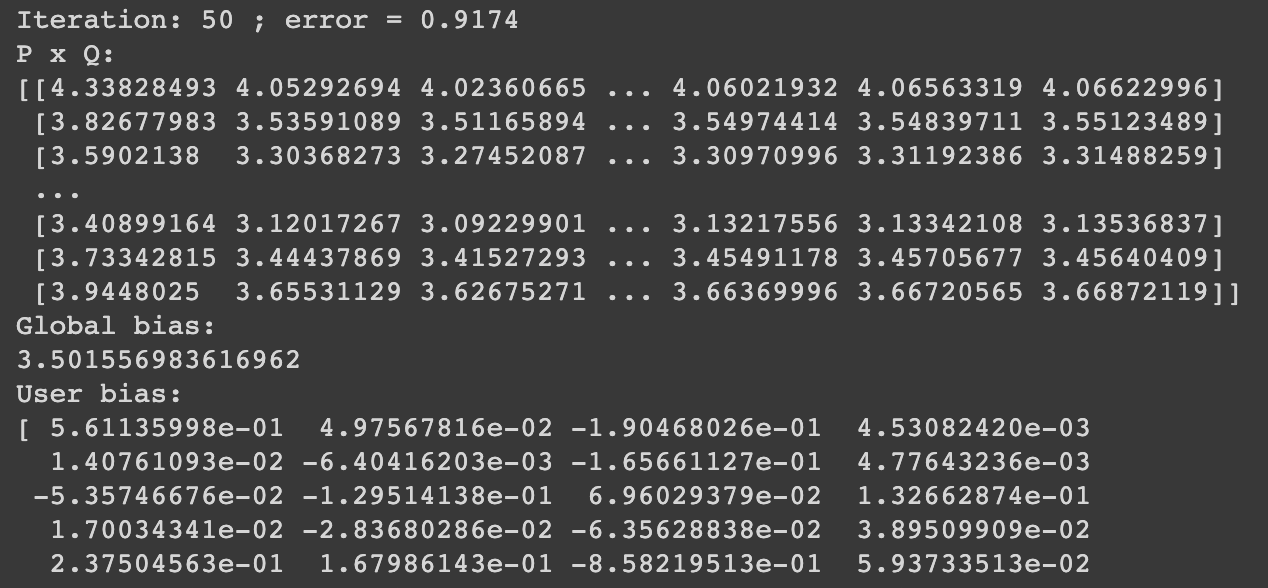 Iteration: 50 ; error = 0.9174
P x Q:
[[4.33828493 4.05292694 4.02360665 ... 4.06021932 4.06563319 4.06622996]
[3.82677983 3.53591089 3.51165894 ... 3.54974414 3.54839711 3.55123489]
[3.5902138 3.30368273 3.27452087 ... 3.30970996 3.31192386 3.31488259]
...
[3.40899164 3.12017267 3.09229901 ... 3.13217556 3.13342108 3.13536837]
[3.73342815 3.44437869 3.41527293 ... 3.45491178 3.45705677 3.45640409]
[3.9448025 3.65531129 3.62675271 ... 3.66369996 3.66720565 3.66872119]]
Global bias:
3.501556983616962
User bias:
[ 5.61135998e-01 4.97567816e-02 -1.90468026e-01 4.53082420e-03
1.40761093e-02 -6.40416203e-03 -1.65661127e-01 4.77643236e-03
-5.35746676e-02 -1.29514138e-01 6.96029379e-02 1.32662874e-01
1.70034341e-02 -2.83680286e-02 -6.35628838e-02 3.89509909e-02
2.37504563e-01 1.67986143e-01 -8.58219513e-01 5.93733513e-02